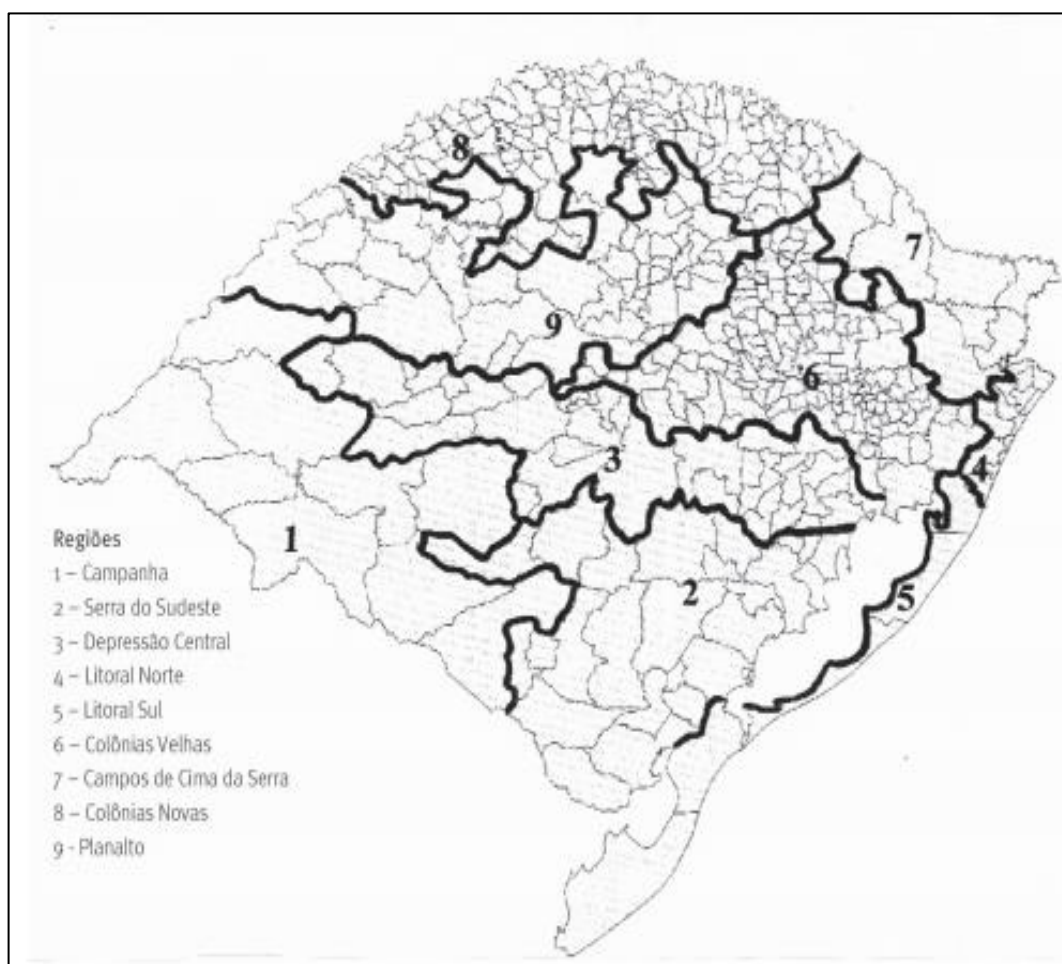 8
7
9
6
3
4
1
2
5
Regiões
1 – Campanha
2 – Serra do Sudeste
3 – Depressão Central
4 – Litoral Norte
5 – Litoral Sul
6 – Colônias Velhas
7 – Campos de Cima da Serra
8 – Colônias Novas
9 - Planalto